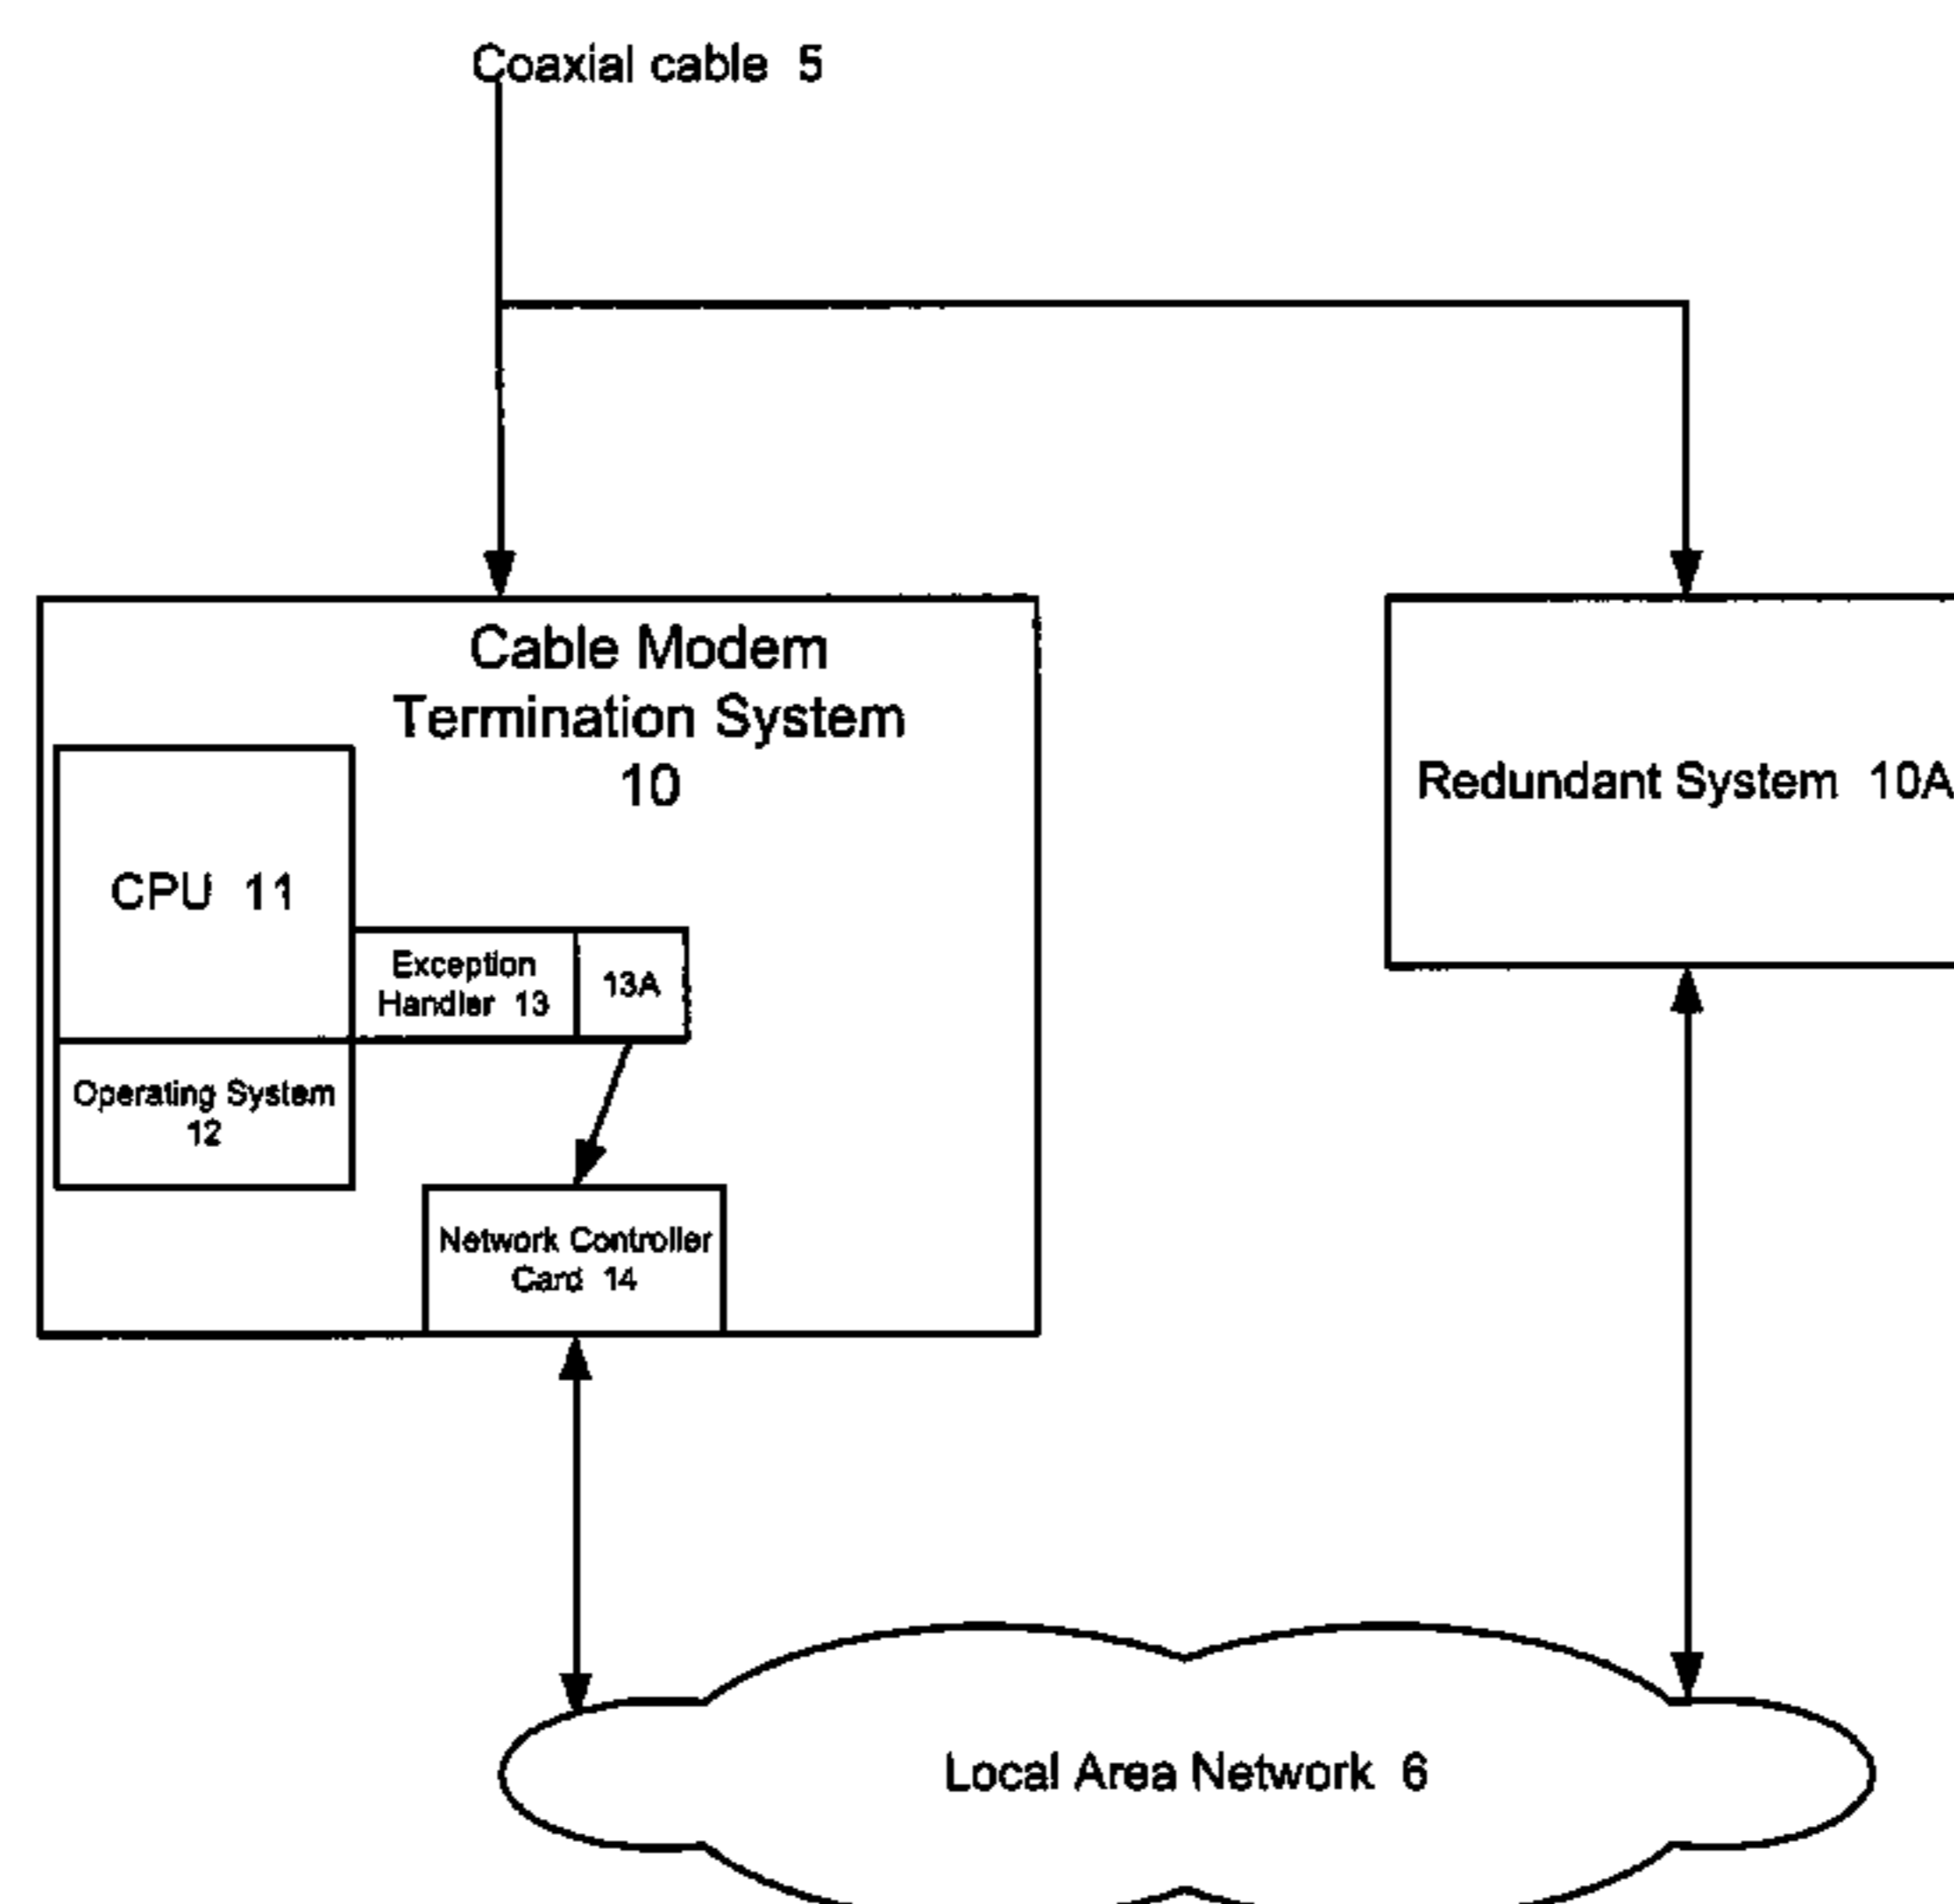 Coaxial cable 5
Cable Modem
Termination System
10
Redundant System 10A
CPU 11
Exception
Handler 13
13A
Operating System
12
Network Controller
Card 14
Local Area Network 6